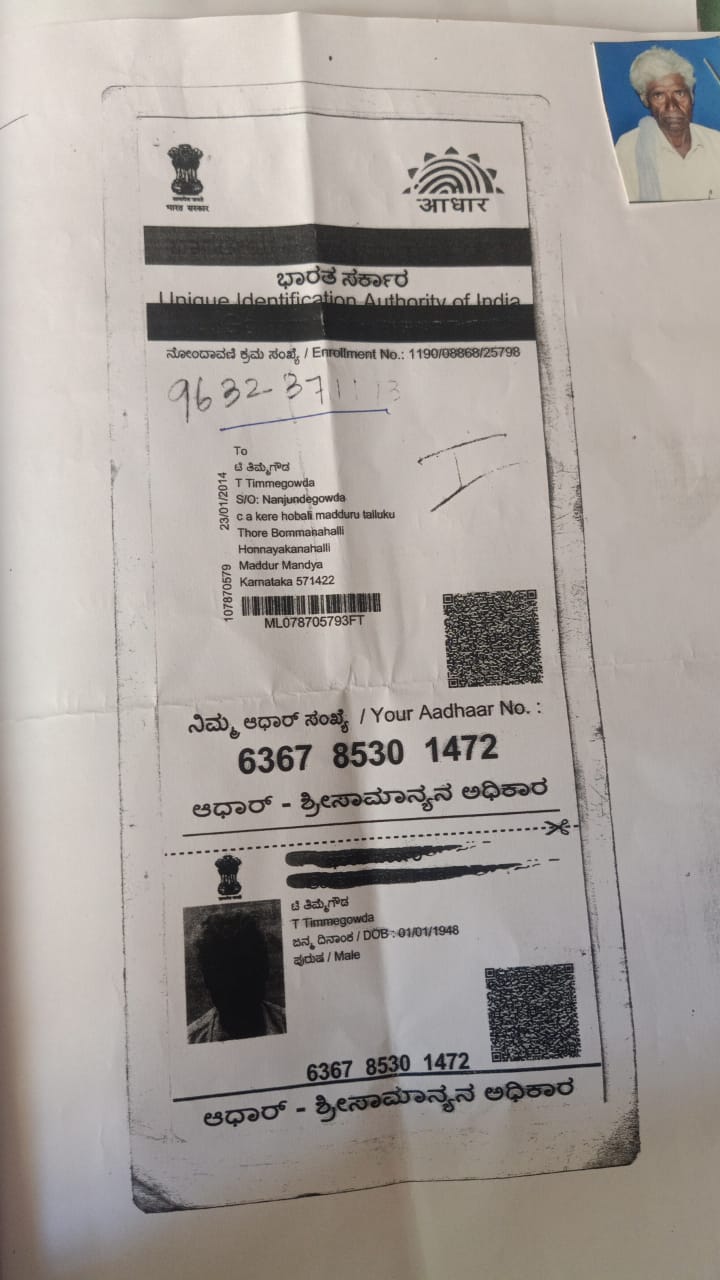 भारत सरकार
आधार
ಭಾರತ ಸರ್ಕಾರ
Unique Identification Authority of India
ನೋಂದಾವಣಿ ಕ್ರಮ ಸಂಖ್ಯೆ / Enrollment No.: 1190/08868/25798
9632-371113
To
ಟಿ ತಿಮ್ಮೆಗೌಡ
T Timmegowda
S/O: Nanjundegowda
c a kere hobali madduru talluku
Thore Bommanahalli
Honnayakanahalli
Maddur Mandya
Karnataka 571422
23/01/2014
107870579
ML078705793FT
ನಿಮ್ಮ ಆಧಾರ್ ಸಂಖ್ಯೆ / Your Aadhaar No. :
6367 8530 1472
ಆಧಾರ್ - ಶ್ರೀಸಾಮಾನ್ಯನ ಅಧಿಕಾರ
ಟಿ ತಿಮ್ಮೆಗೌಡ
T Timmegowda
ಜನ್ಮ ದಿನಾಂಕ / DOB : 01/01/1948
ಪುರುಷ / Male
6367 8530 1472
ಆಧಾರ್ - ಶ್ರೀಸಾಮಾನ್ಯನ ಅಧಿಕಾರ